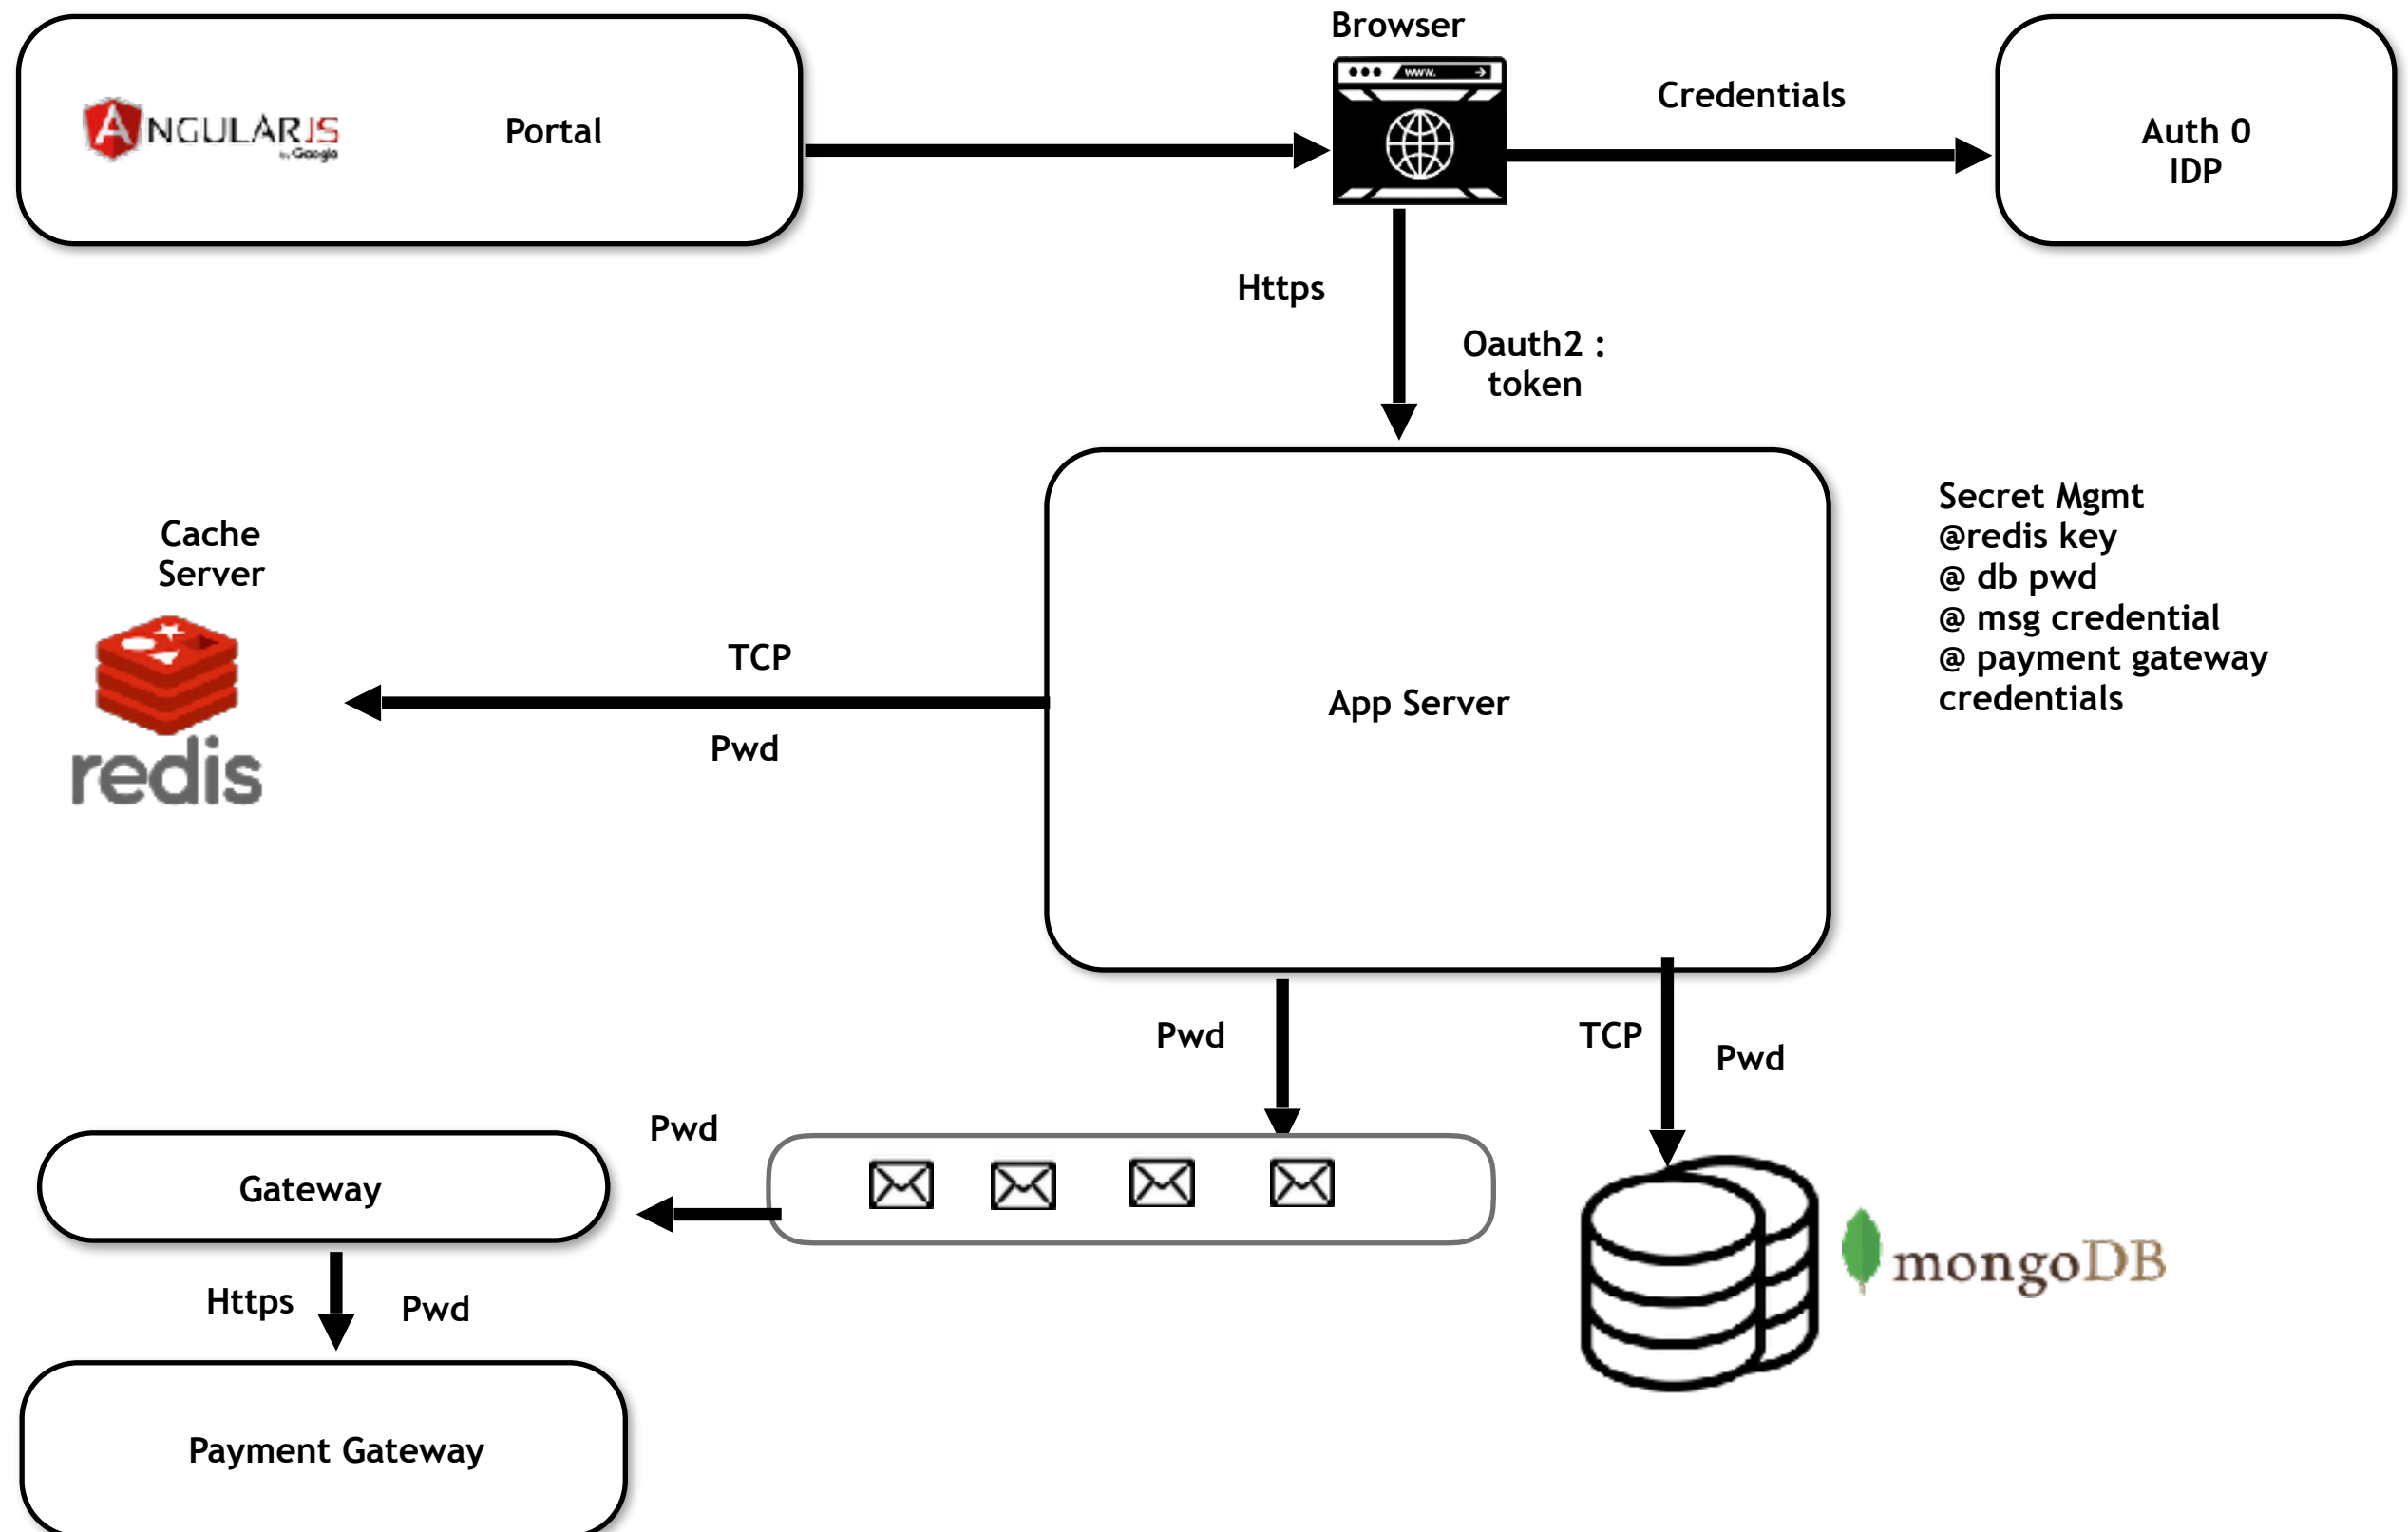 Browser
www.
ANGULARJS
by Google
Portal
Credentials
Auth 0
IDP
Https
Oauth2 :
token
Secret Mgmt
@redis key
@ db pwd
@ msg credential
@ payment gateway
credentials
Cache
Server
redis
TCP
Pwd
App Server
Pwd
TCP
Pwd
Pwd
Gateway
Https
Pwd
mongoDB
Payment Gateway